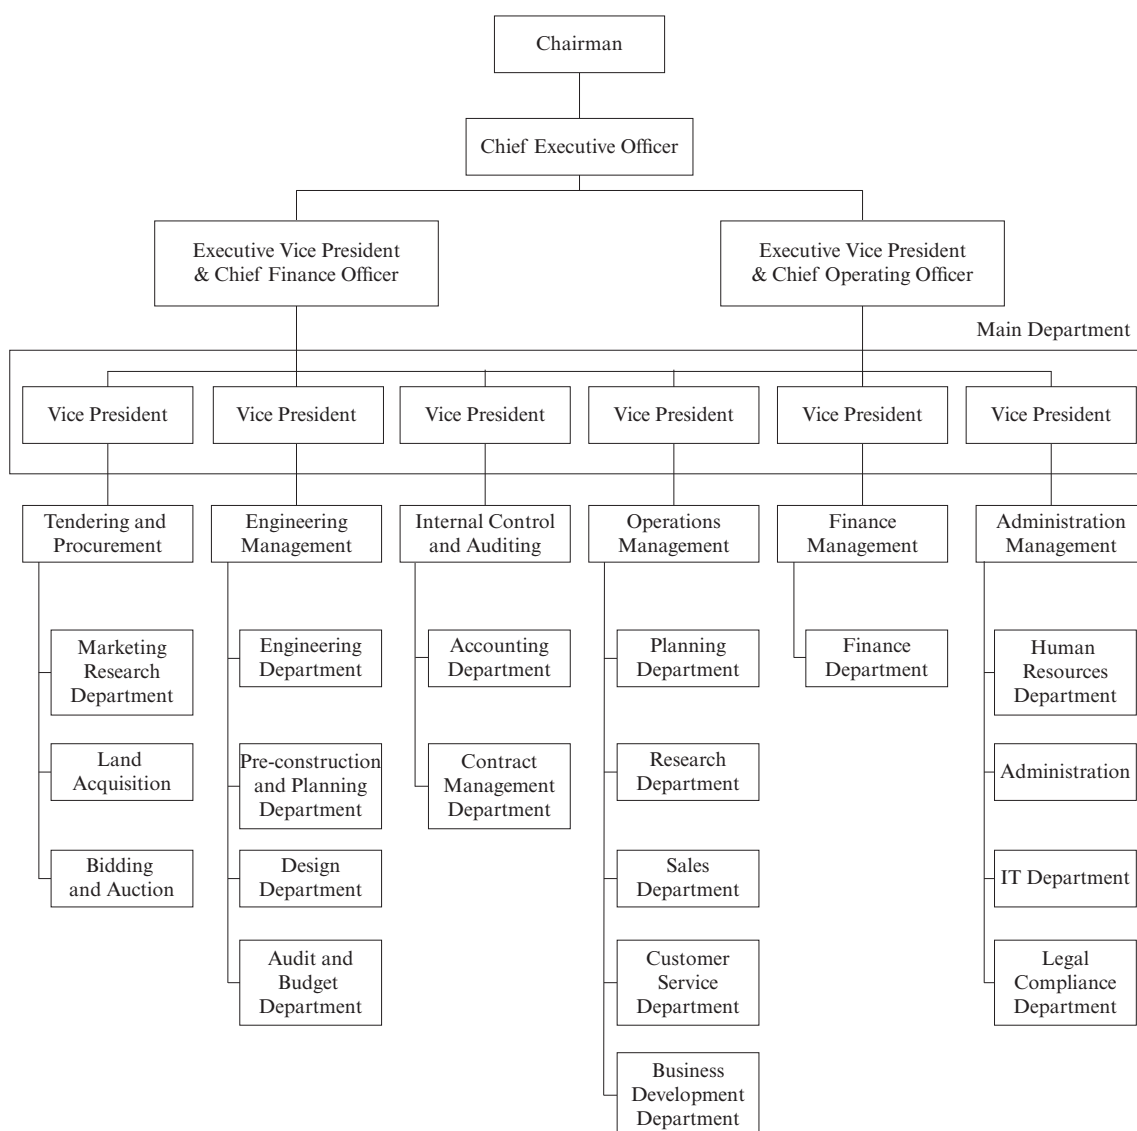 Chairman
Chief Executive Officer
Executive Vice President
& Chief Finance Officer
Executive Vice President
& Chief Operating Officer
Main Department
Vice President
Vice President
Vice President
Vice President
Vice President
Vice President
Tendering and
Procurement
Engineering
Management
Internal Control
and Auditing
Operations
Management
Finance
Management
Administration
Management
Marketing
Research
Department
Engineering
Department
Accounting
Department
Planning
Department
Finance
Department
Human
Resources
Department
Land
Acquisition
Pre-construction
and Planning
Department
Contract
Management
Department
Research
Department
Administration
Bidding
and Auction
Design
Department
Sales
Department
IT Department
Audit and
Budget
Department
Customer
Service
Department
Legal
Compliance
Department
Business
Development
Department